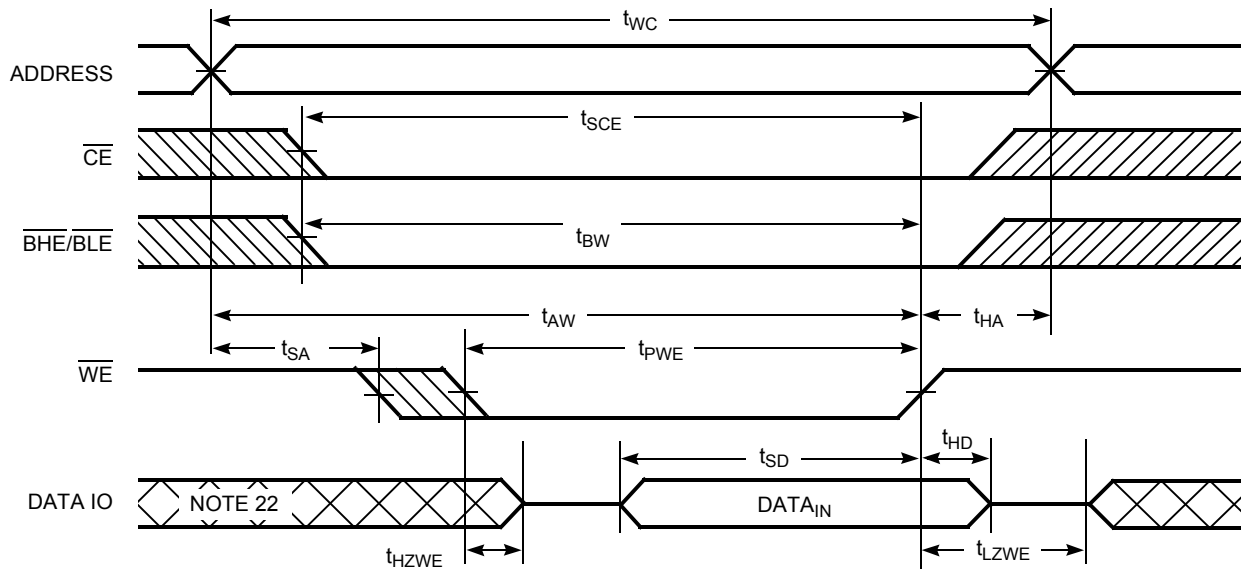 tWC
ADDRESS
tSCE
CE
BHE/BLE
tBW
tAW
tHA
tSA
tPWE
WE
tHD
tSD
DATA IO
NOTE 22
DATAIN
tHZWE
tLZWE